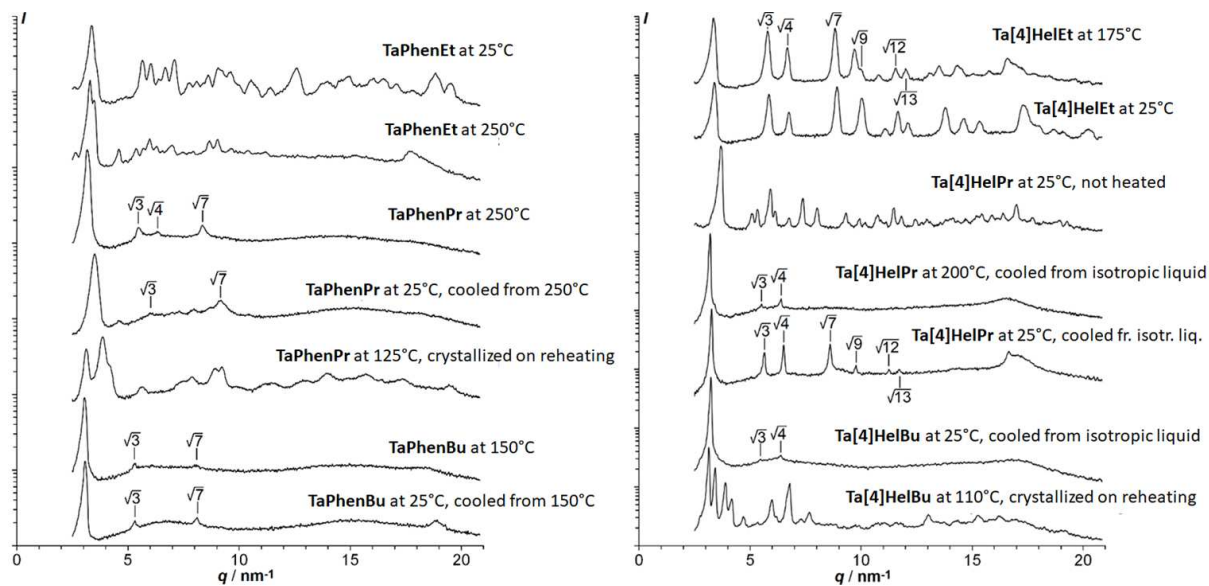 I
TaPhenEt at 25°C
TaPhenEt at 250°C
√3 √4 √7
TaPhenPr at 250°C
√3 √7
TaPhenPr at 25°C, cooled from 250°C
TaPhenPr at 125°C, crystallized on reheating
√3 √7
TaPhenBu at 150°C
√3 √7
TaPhenBu at 25°C, cooled from 150°C
0 5 10 15 20
q / nm-1
I
√3 √4 √7 √9 √12 √13
Ta[4]HelEt at 175°C
Ta[4]HelEt at 25°C
Ta[4]HelPr at 25°C, not heated
√3 √4
Ta[4]HelPr at 200°C, cooled from isotropic liquid
√3 √4 √7 √9 √12 √13
Ta[4]HelPr at 25°C, cooled fr. isotr. liq.
√3 √4
Ta[4]HelBu at 25°C, cooled from isotropic liquid
Ta[4]HelBu at 110°C, crystallized on reheating
0 5 10 15 20
q / nm-1